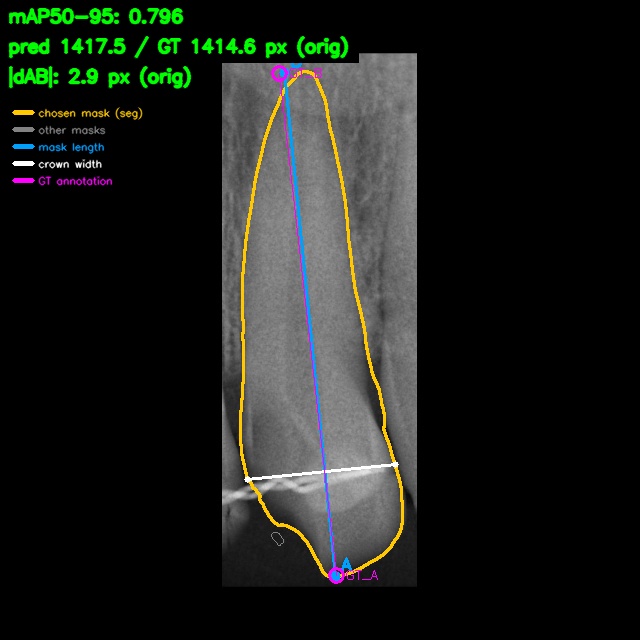 mAP50-95: 0.796
pred 1417.5 / GT 1414.6 px (orig)
|dAB|: 2.9 px (orig)
chosen mask (seg)
other masks
mask length
crown width
GT annotation
A
GT_A